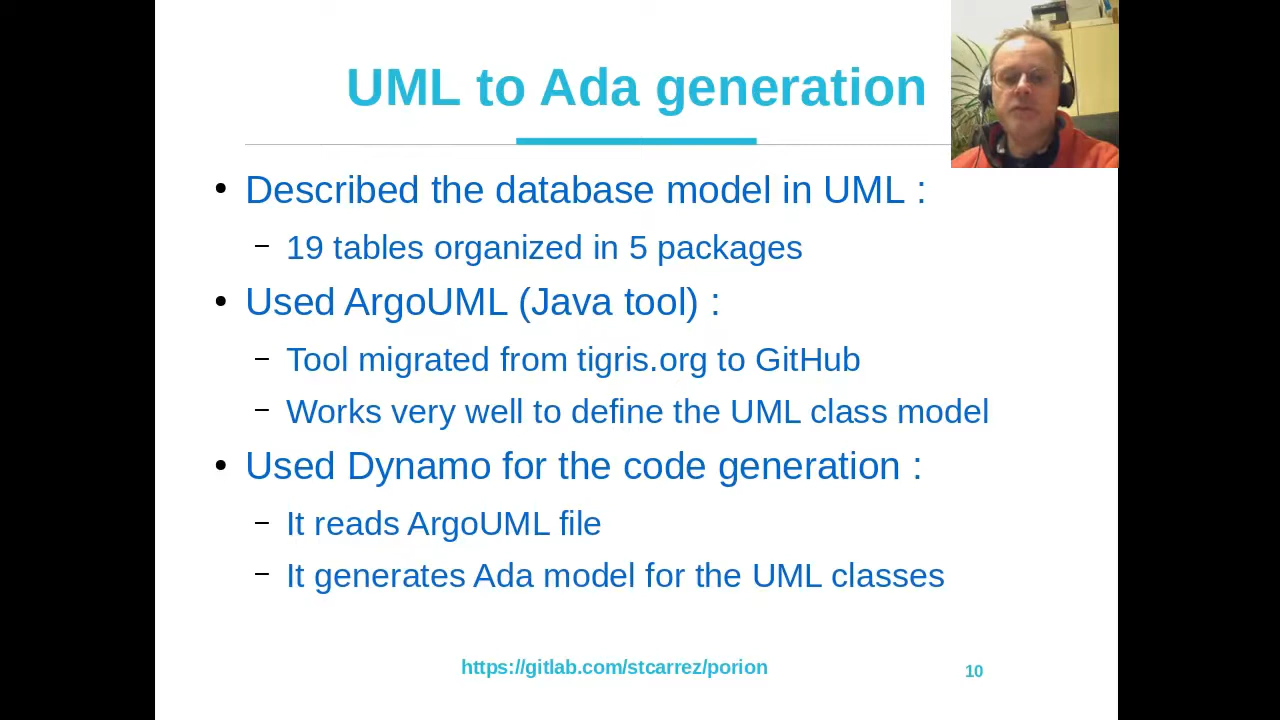 UML to Ada generation
• Described the database model in UML :
– 19 tables organized in 5 packages
• Used ArgoUML (Java tool) :
– Tool migrated from tigris.org to GitHub
– Works very well to define the UML class model
• Used Dynamo for the code generation :
– It reads ArgoUML file
– It generates Ada model for the UML classes
https://gitlab.com/stcarrez/porion
10